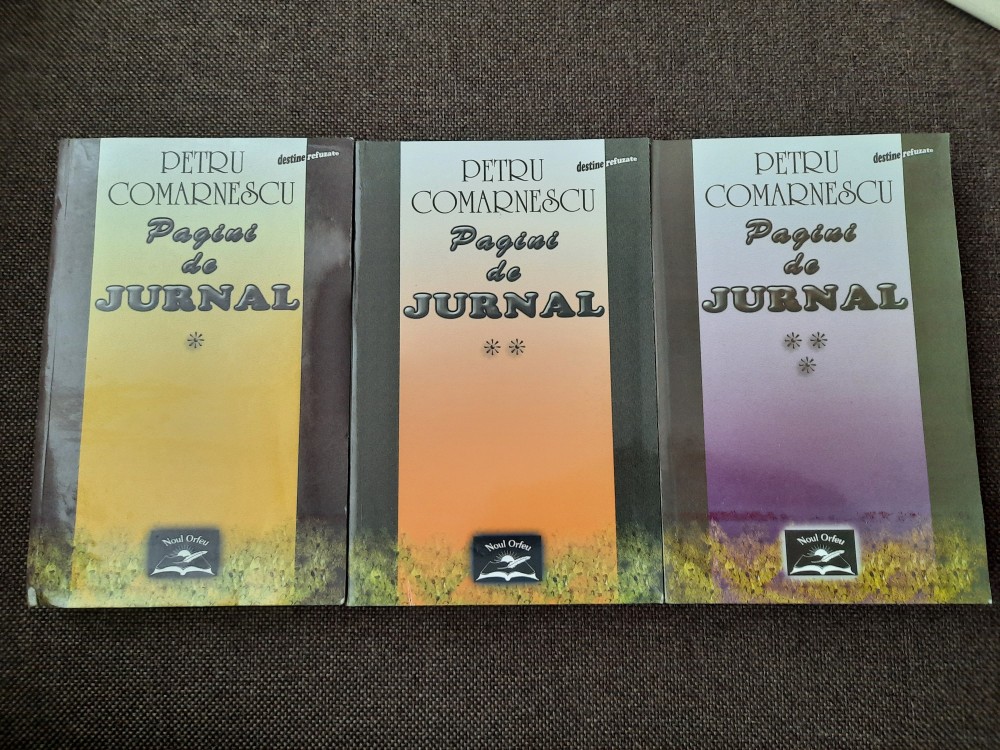 PETRU
COMARNESCU
destine refuzate
Pagini
de
JURNAL
*
Noul Orfeu
PETRU
COMARNESCU
destine refuzate
Pagini
de
JURNAL
* *
Noul Orfeu
PETRU
COMARNESCU
destine refuzate
Pagini
de
JURNAL
* *
*
Noul Orfeu